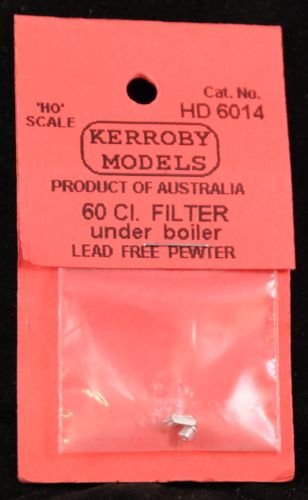 'HO'
SCALE
Cat. No.
HD 6014
KERROBY
MODELS
PRODUCT OF AUSTRALIA
60 Cl. FILTER
under boiler
LEAD FREE PEWTER